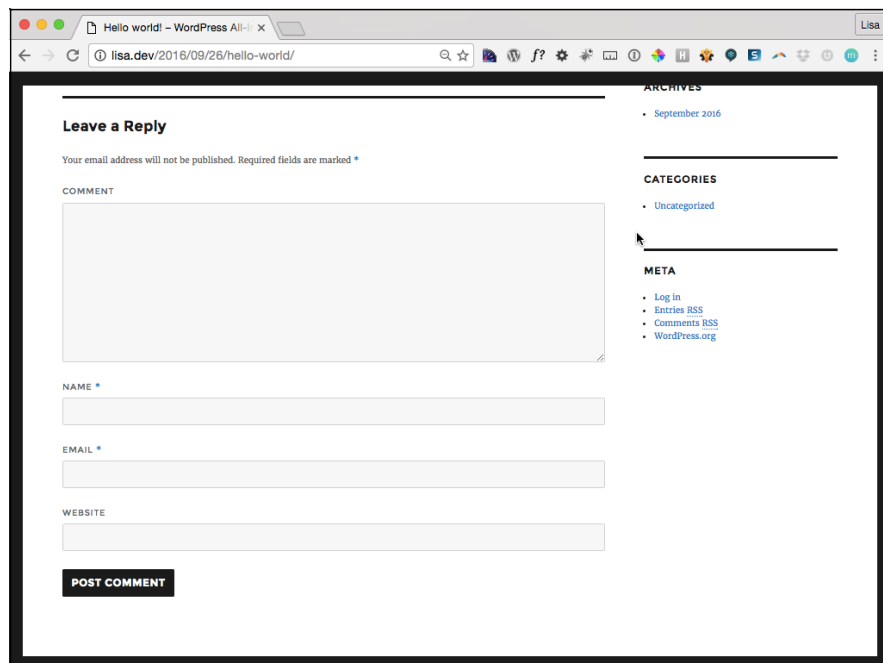 Hello world! – WordPress All-I
Lisa
lisa.dev/2016/09/26/hello-world/
f?
H
S
m
Leave a Reply
Your email address will not be published. Required fields are marked *
COMMENT
NAME *
EMAIL *
WEBSITE
POST COMMENT
ARCHIVES
September 2016
CATEGORIES
Uncategorized
META
Log in
Entries RSS
Comments RSS
WordPress.org